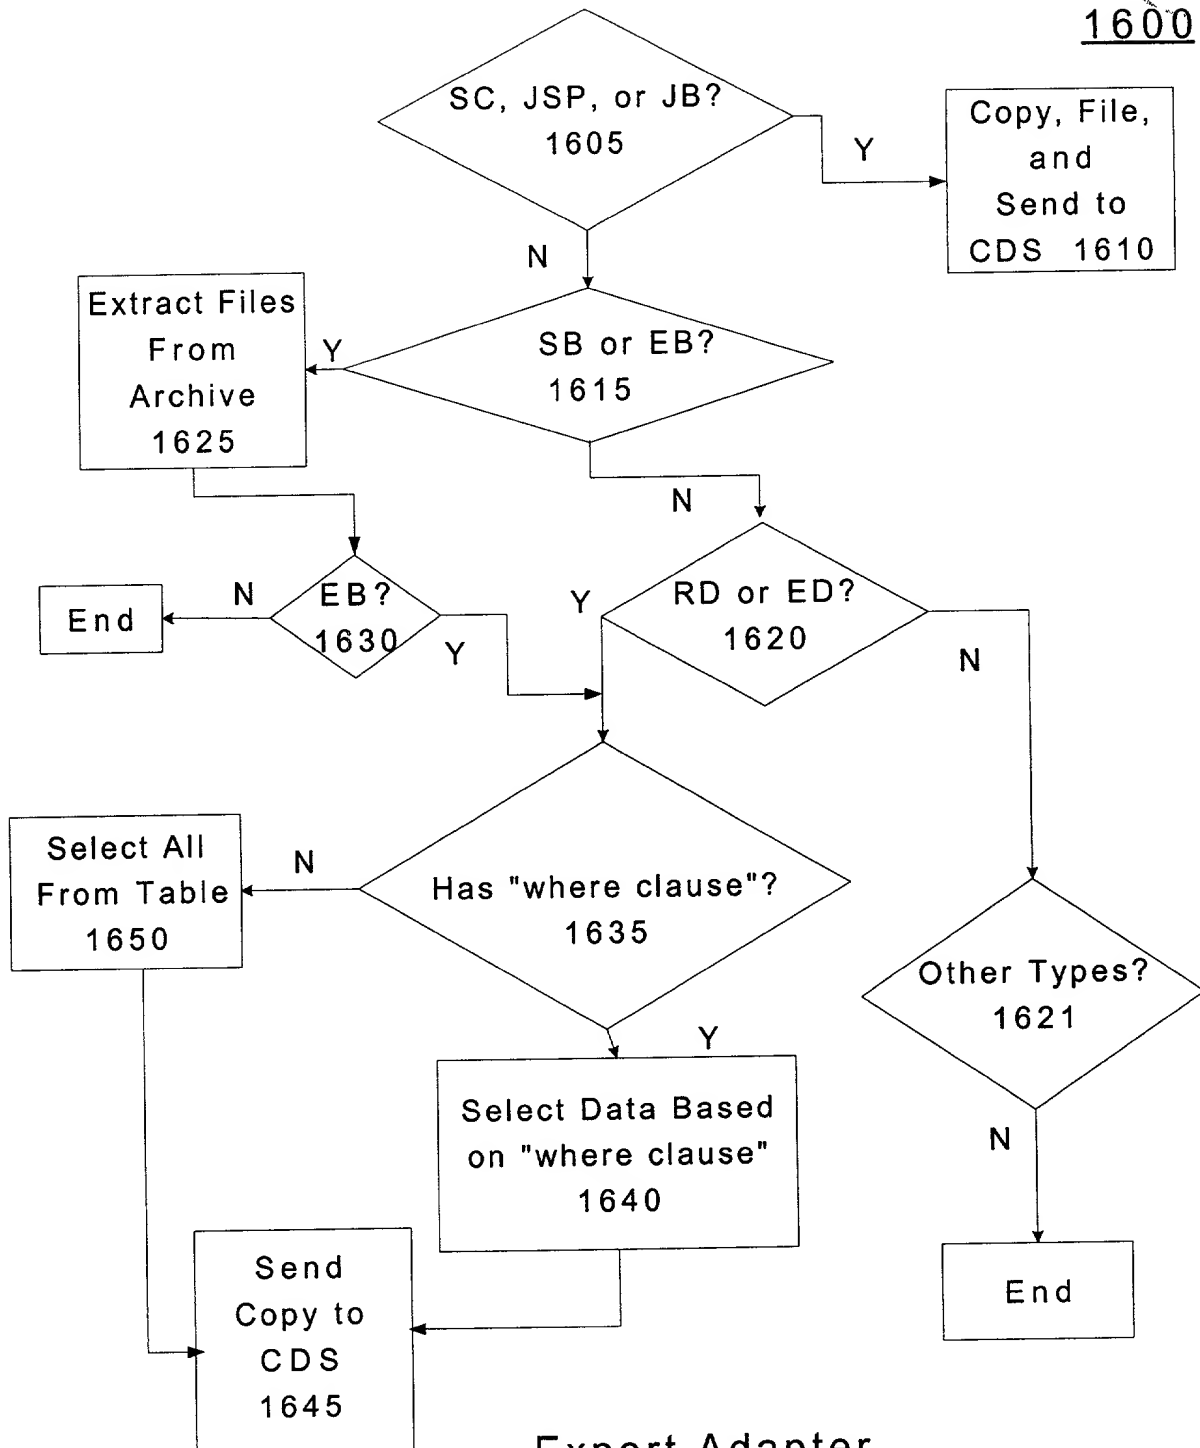 1600
SC, JSP, or JB?
1605
Y
Copy, File,
and
Send to
CDS 1610
N
Extract Files
From
Archive
1625
Y
SB or EB?
1615
N
End
N
EB?
1630
Y
Y
RD or ED?
1620
N
Select All
From Table
1650
N
Has "where clause"?
1635
Other Types?
1621
Y
Select Data Based
on "where clause"
1640
N
Send
Copy to
CDS
1645
End
Export Adapter